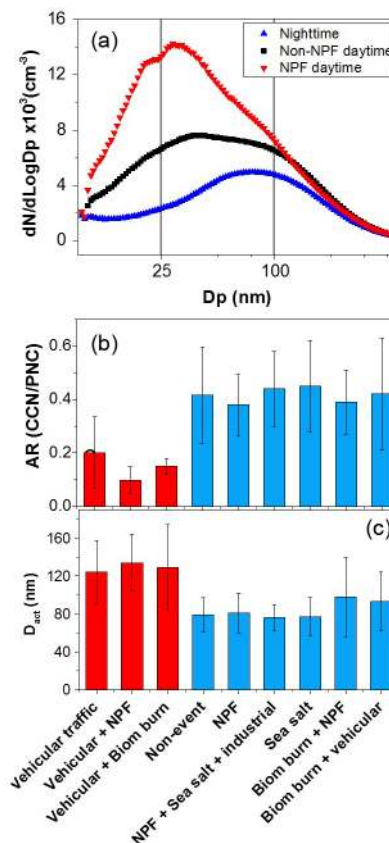 (a)
Nighttime
Non-NPF daytime
NPF daytime
dN/dLogDp x10³(cm⁻³)
16
12
8
4
0
25
100
Dp (nm)
(b)
AR (CCN/PNC)
0.6
0.4
0.2
0.0
(c)
D_act (nm)
160
120
80
40
0
Vehicular traffic
Vehicular + NPF
Vehicular + Biom burn
Non-event
NPF
NPF + Sea salt + industrial
Sea salt
Biom burn + NPF
Biom burn + vehicular